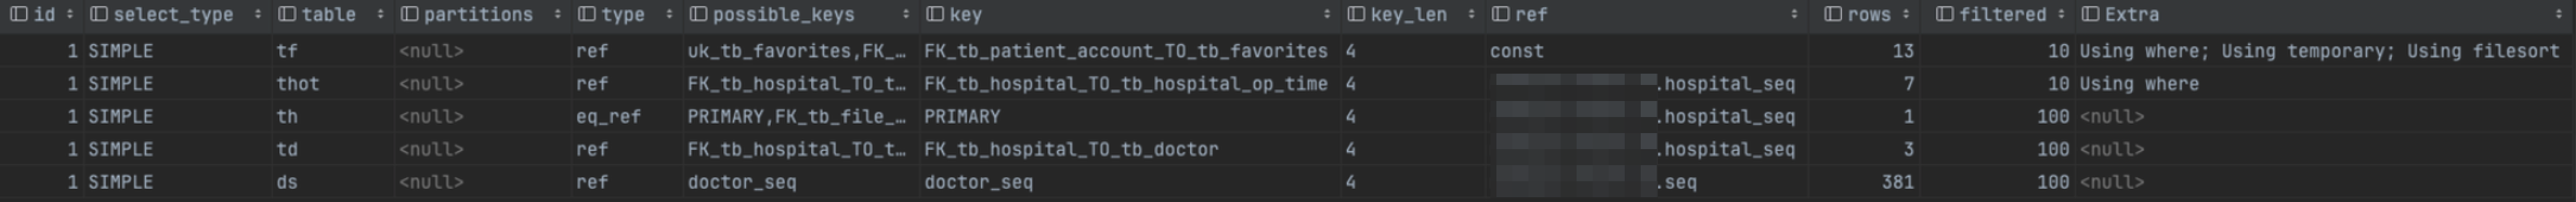 id select_type table partitions type possible_keys key key_len ref rows filtered Extra
1 SIMPLE tf <null> ref uk_tb_favorites,FK_… FK_tb_patient_account_TO_tb_favorites 4 const 13 10 Using where; Using temporary; Using filesort
1 SIMPLE thot <null> ref FK_tb_hospital_TO_t… FK_tb_hospital_TO_tb_hospital_op_time 4 .hospital_seq 7 10 Using where
1 SIMPLE th <null> eq_ref PRIMARY,FK_tb_file_… PRIMARY 4 .hospital_seq 1 100 <null>
1 SIMPLE td <null> ref FK_tb_hospital_TO_t… FK_tb_hospital_TO_tb_doctor 4 .hospital_seq 3 100 <null>
1 SIMPLE ds <null> ref doctor_seq doctor_seq 4 .seq 381 100 <null>